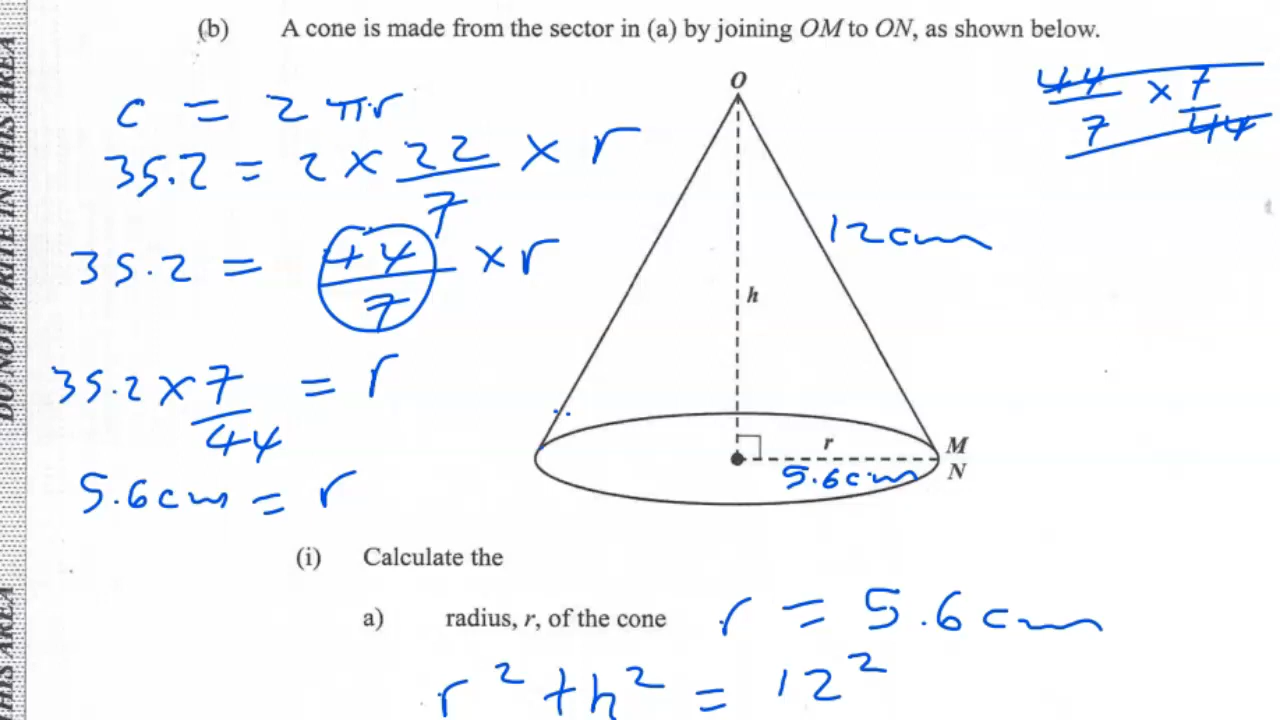 (b) A cone is made from the sector in (a) by joining OM to ON, as shown below.
O
44/7 × 7/44
c = 2πr
35.2 = 2 × 22/7 × r
12cm
35.2 = 44/7 × r
h
35.2 × 7/44 = r
r
M
N
5.6cm
5.6cm = r
(i) Calculate the
a) radius, r, of the cone r = 5.6cm
r² + h² = 12²
DO NOT WRITE IN THIS AREA
THIS AREA